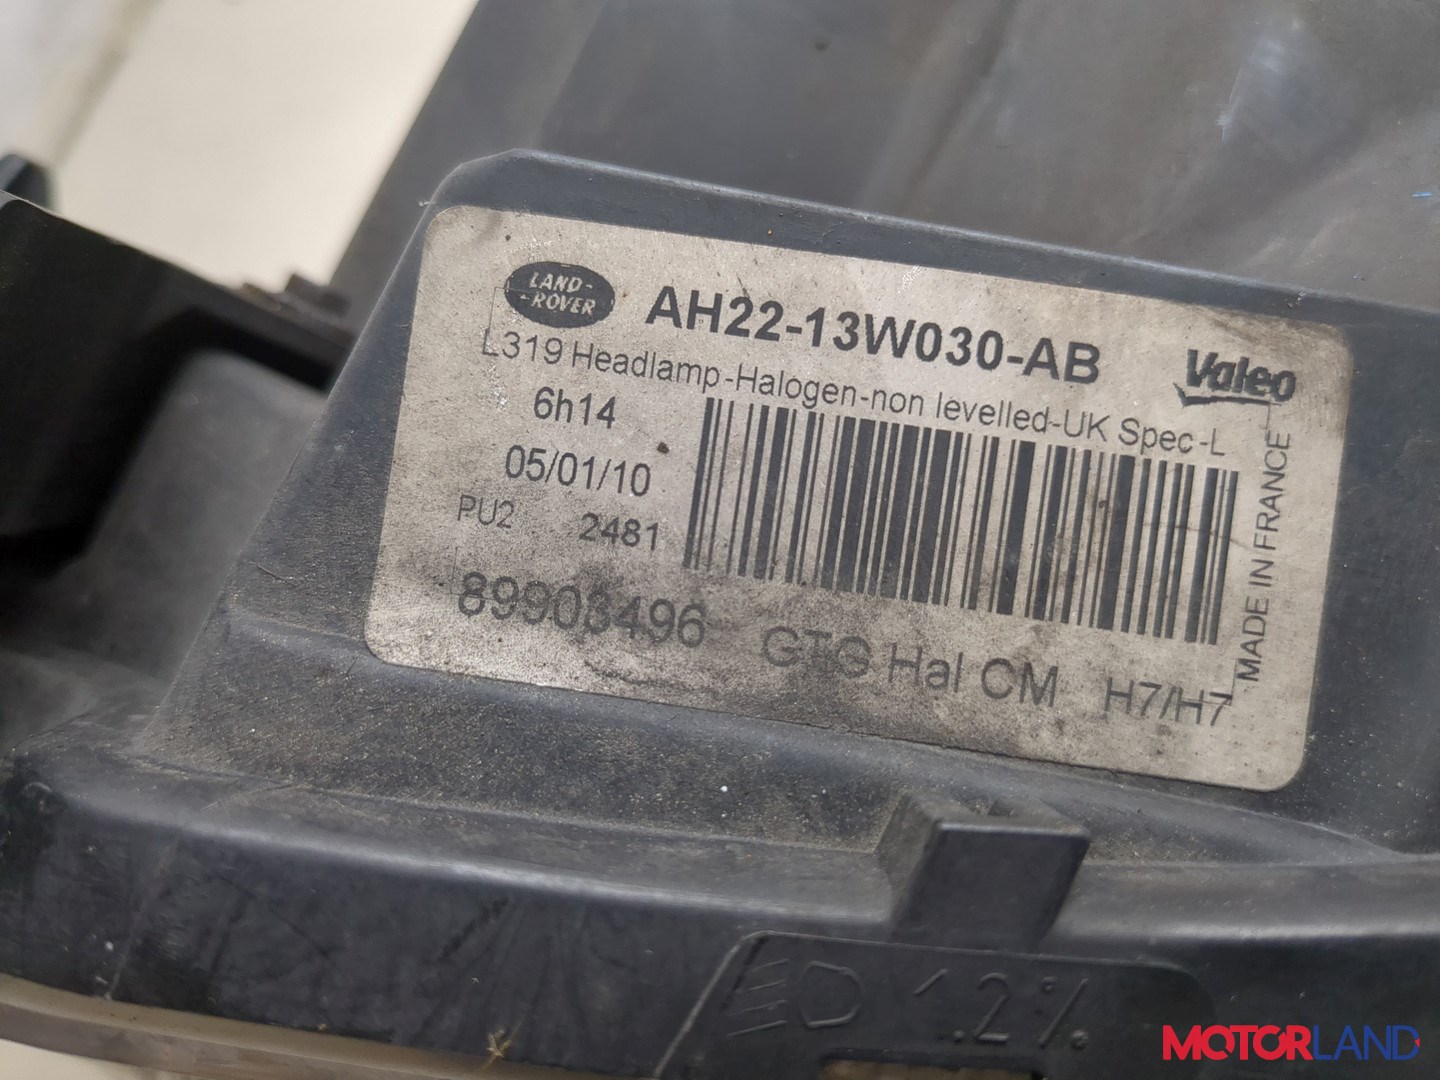 LAND-
-ROVER
AH22-13W030-AB
Valeo
L319 Headlamp-Halogen-non levelled-UK Spec-L
6h14
05/01/10
PU2 2481
89903496 GTG Hal CM H7/H7
MADE IN FRANCE
1.2%
MOTORLAND